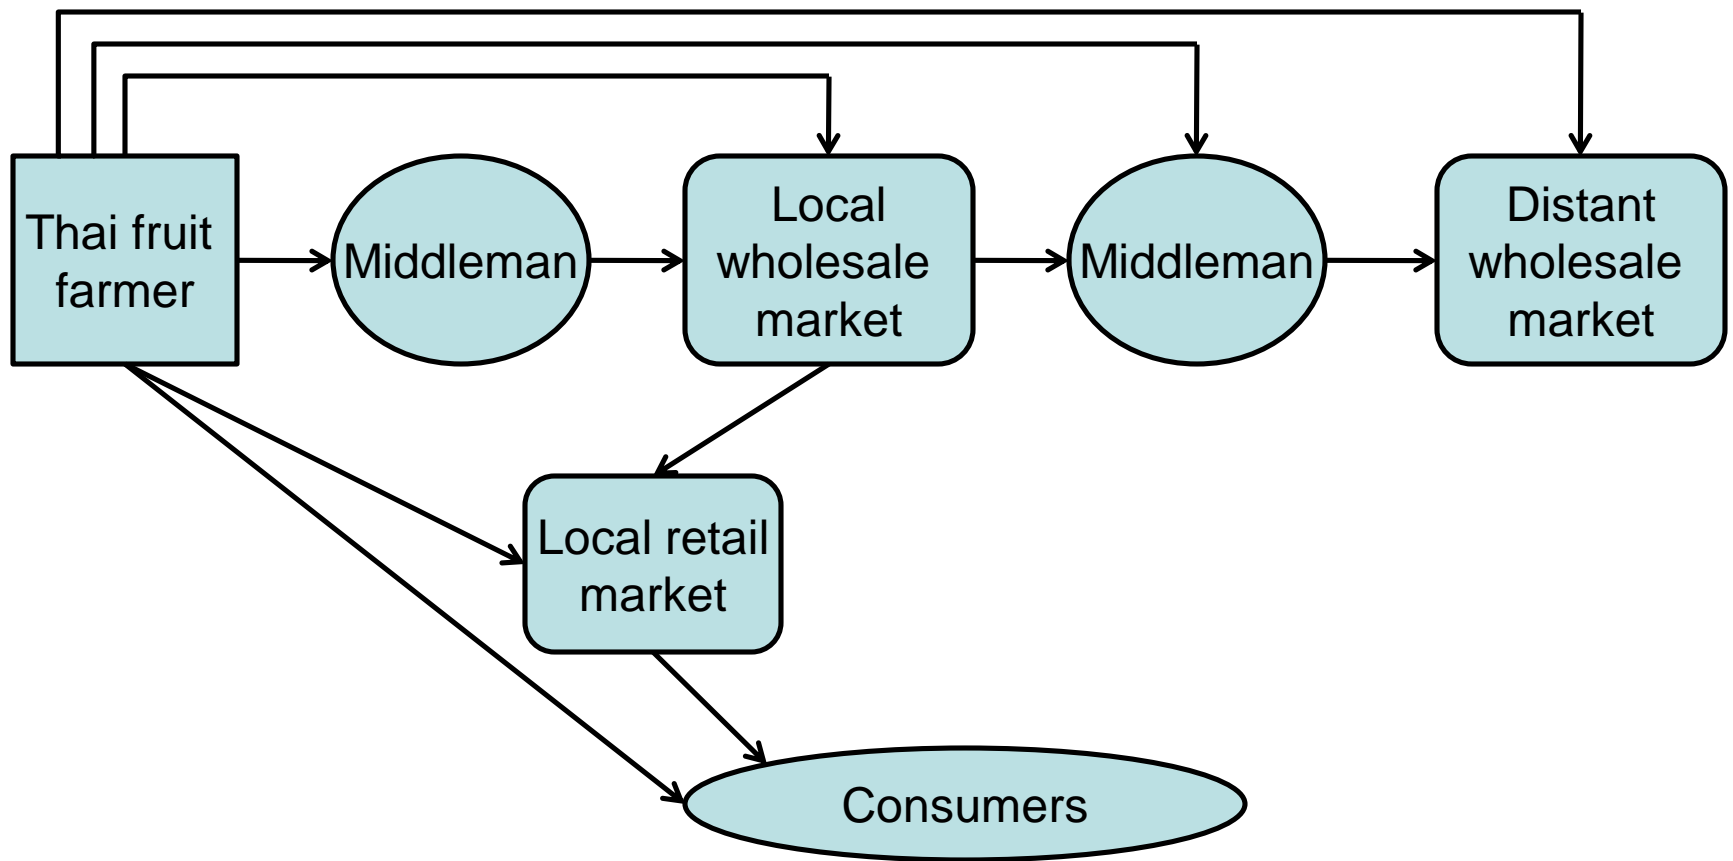 Thai fruit
farmer
Middleman
Local
wholesale
market
Middleman
Distant
wholesale
market
Local retail
market
Consumers